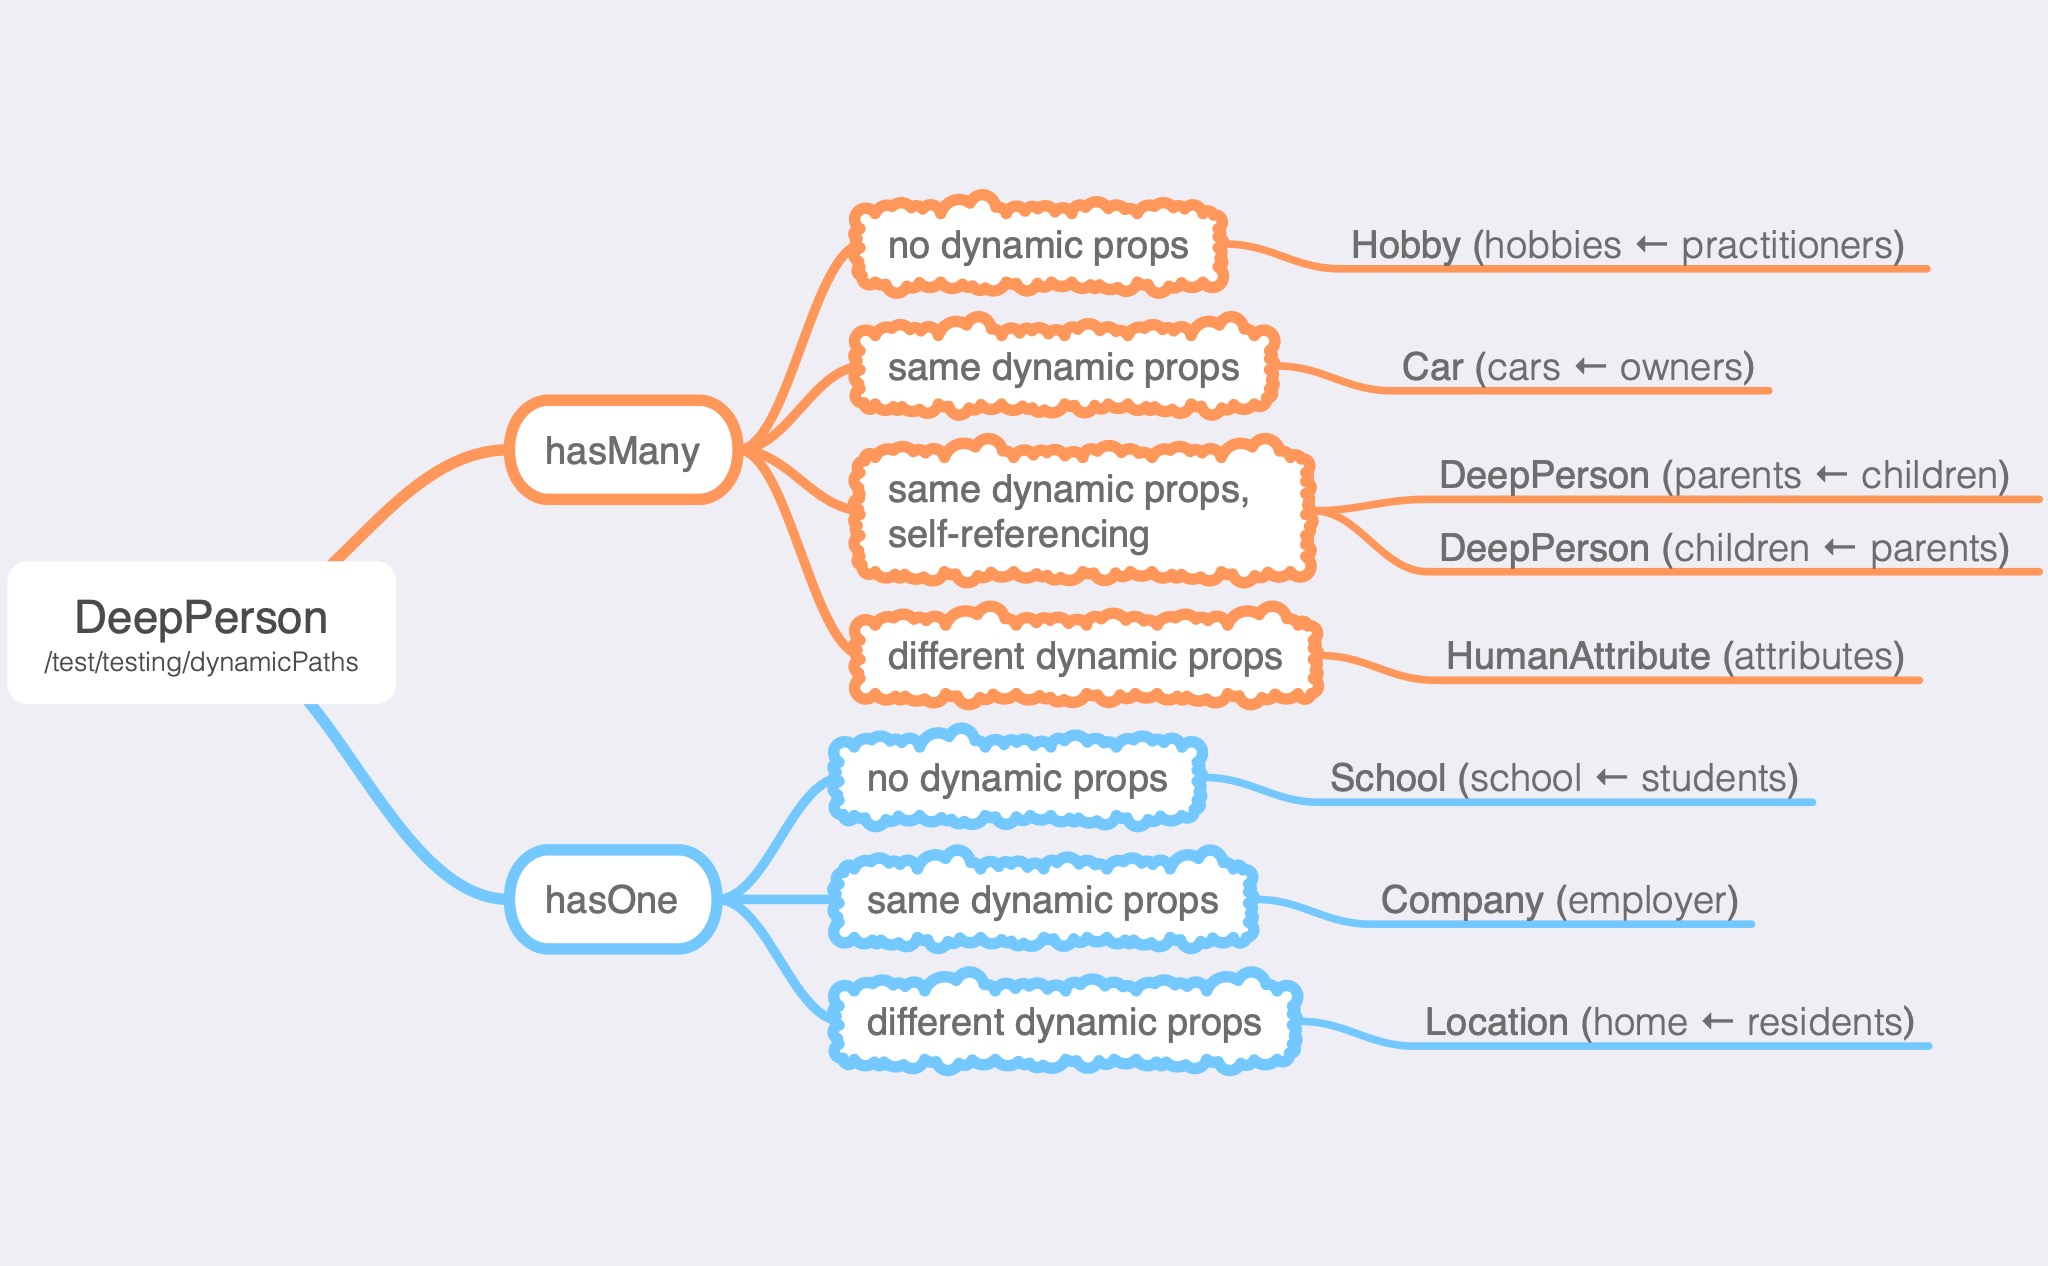 DeepPerson
/test/testing/dynamicPaths
hasMany
no dynamic props
Hobby (hobbies ← practitioners)
same dynamic props
Car (cars ← owners)
same dynamic props,
self-referencing
DeepPerson (parents ← children)
DeepPerson (children ← parents)
different dynamic props
HumanAttribute (attributes)
hasOne
no dynamic props
School (school ← students)
same dynamic props
Company (employer)
different dynamic props
Location (home ← residents)